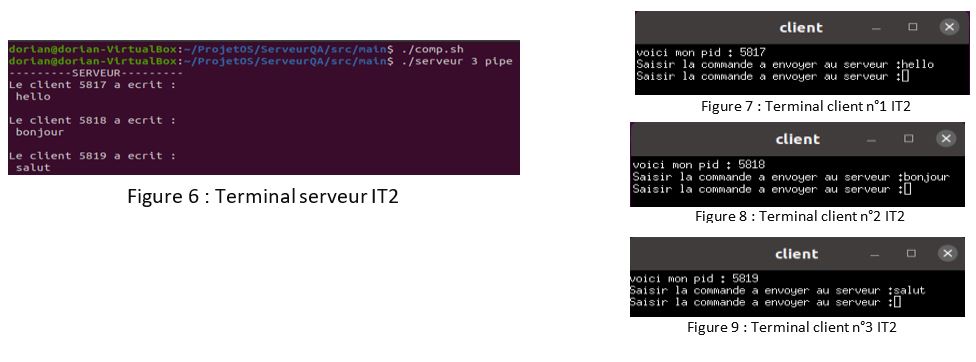 dorian@dorian-VirtualBox:~/ProjetOS/ServeurQA/src/main$ ./comp.sh
dorian@dorian-VirtualBox:~/ProjetOS/ServeurQA/src/main$ ./serveur 3 pipe
---------SERVEUR---------
Le client 5817 a ecrit :
hello
Le client 5818 a ecrit :
bonjour
Le client 5819 a ecrit :
salut
Figure 6 : Terminal serveur IT2
client
voici mon pid : 5817
Saisir la commande a envoyer au serveur :hello
Saisir la commande a envoyer au serveur :
Figure 7 : Terminal client n°1 IT2
client
voici mon pid : 5818
Saisir la commande a envoyer au serveur :bonjour
Saisir la commande a envoyer au serveur :
Figure 8 : Terminal client n°2 IT2
client
voici mon pid : 5819
Saisir la commande a envoyer au serveur :salut
Saisir la commande a envoyer au serveur :
Figure 9 : Terminal client n°3 IT2